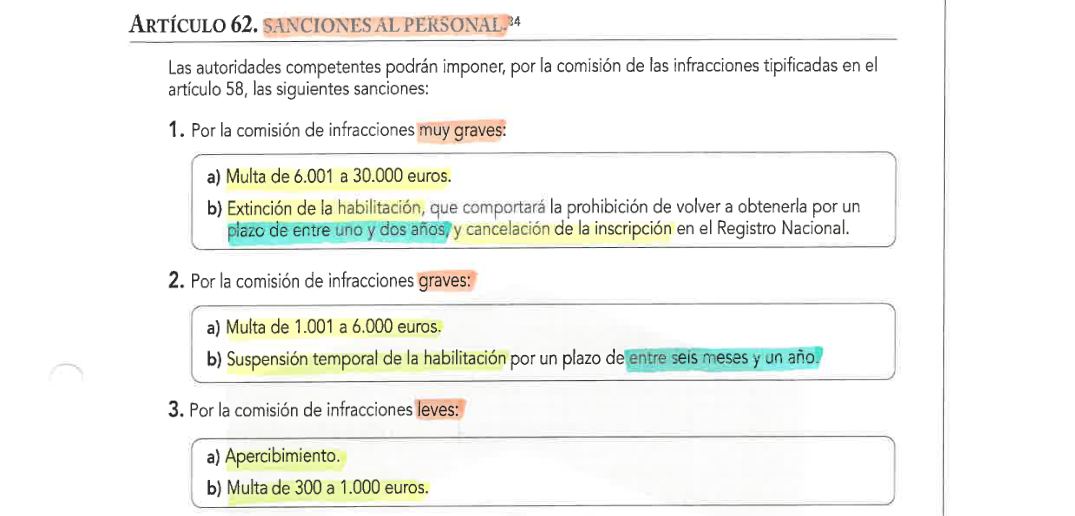 ARTÍCULO 62. SANCIONES AL PERSONAL.34
Las autoridades competentes podrán imponer, por la comisión de las infracciones tipificadas en el
artículo 58, las siguientes sanciones:
1. Por la comisión de infracciones muy graves:
a) Multa de 6.001 a 30.000 euros.
b) Extinción de la habilitación, que comportará la prohibición de volver a obtenerla por un
plazo de entre uno y dos años, y cancelación de la inscripción en el Registro Nacional.
2. Por la comisión de infracciones graves:
a) Multa de 1.001 a 6.000 euros.
b) Suspensión temporal de la habilitación por un plazo de entre seis meses y un año.
3. Por la comisión de infracciones leves:
a) Apercibimiento.
b) Multa de 300 a 1.000 euros.